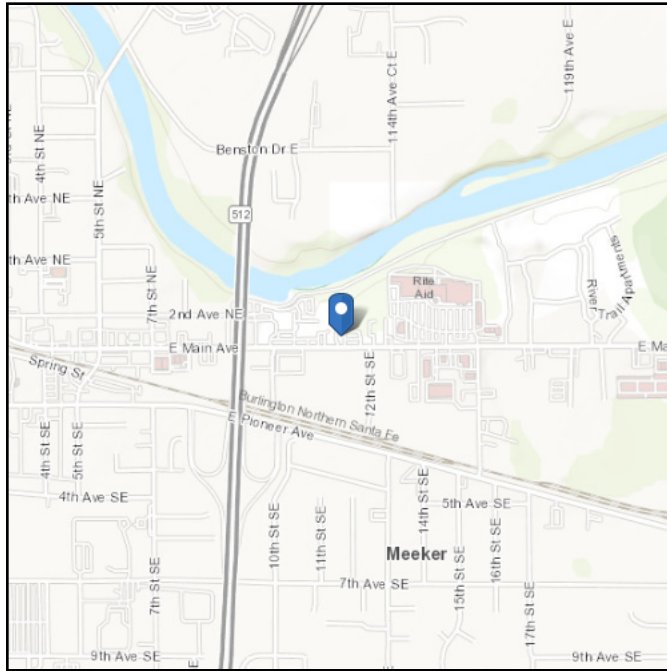 119th Ave E
114th Ave Ct E
Benston Dr E
4th St NE
5th St NE
th Ave NE
512
th Ave NE
7th St NE
2nd Ave NE
Rite
Aid
River Trail Apartments
E Main Ave
E Ma
Spring St
12th St SE
Burlington Northern Santa Fe
E Pioneer Ave
4th St SE
5th St SE
4th Ave SE
14th St SE
5th Ave SE
10th St SE
11th St SE
16th St SE
Meeker
7th St SE
7th Ave SE
15th St SE
17th St SE
9th Ave SE
9th Ave SE